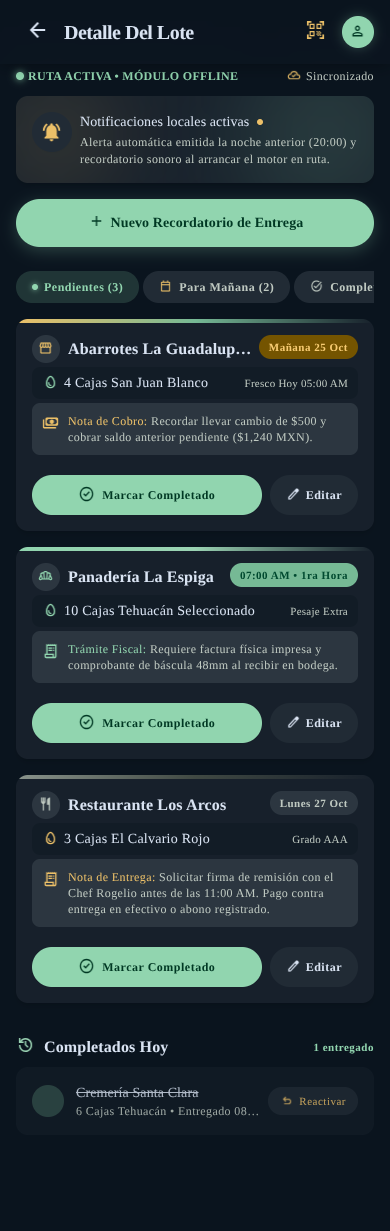 Detalle Del Lote
RUTA ACTIVA • MÓDULO OFFLINE
Sincronizado
Notificaciones locales activas
Alerta automática emitida la noche anterior (20:00) y
recordatorio sonoro al arrancar el motor en ruta.
+ Nuevo Recordatorio de Entrega
Pendientes (3)
Para Mañana (2)
Comple
Abarrotes La Guadalup…
Mañana 25 Oct
4 Cajas San Juan Blanco
Fresco Hoy 05:00 AM
Nota de Cobro: Recordar llevar cambio de $500 y
cobrar saldo anterior pendiente ($1,240 MXN).
Marcar Completado
Editar
Panadería La Espiga
07:00 AM • 1ra Hora
10 Cajas Tehuacán Seleccionado
Pesaje Extra
Trámite Fiscal: Requiere factura física impresa y
comprobante de báscula 48mm al recibir en bodega.
Marcar Completado
Editar
Restaurante Los Arcos
Lunes 27 Oct
3 Cajas El Calvario Rojo
Grado AAA
Nota de Entrega: Solicitar firma de remisión con el
Chef Rogelio antes de las 11:00 AM. Pago contra
entrega en efectivo o abono registrado.
Marcar Completado
Editar
Completados Hoy
1 entregado
Cremería Santa Clara
6 Cajas Tehuacán • Entregado 08…
Reactivar